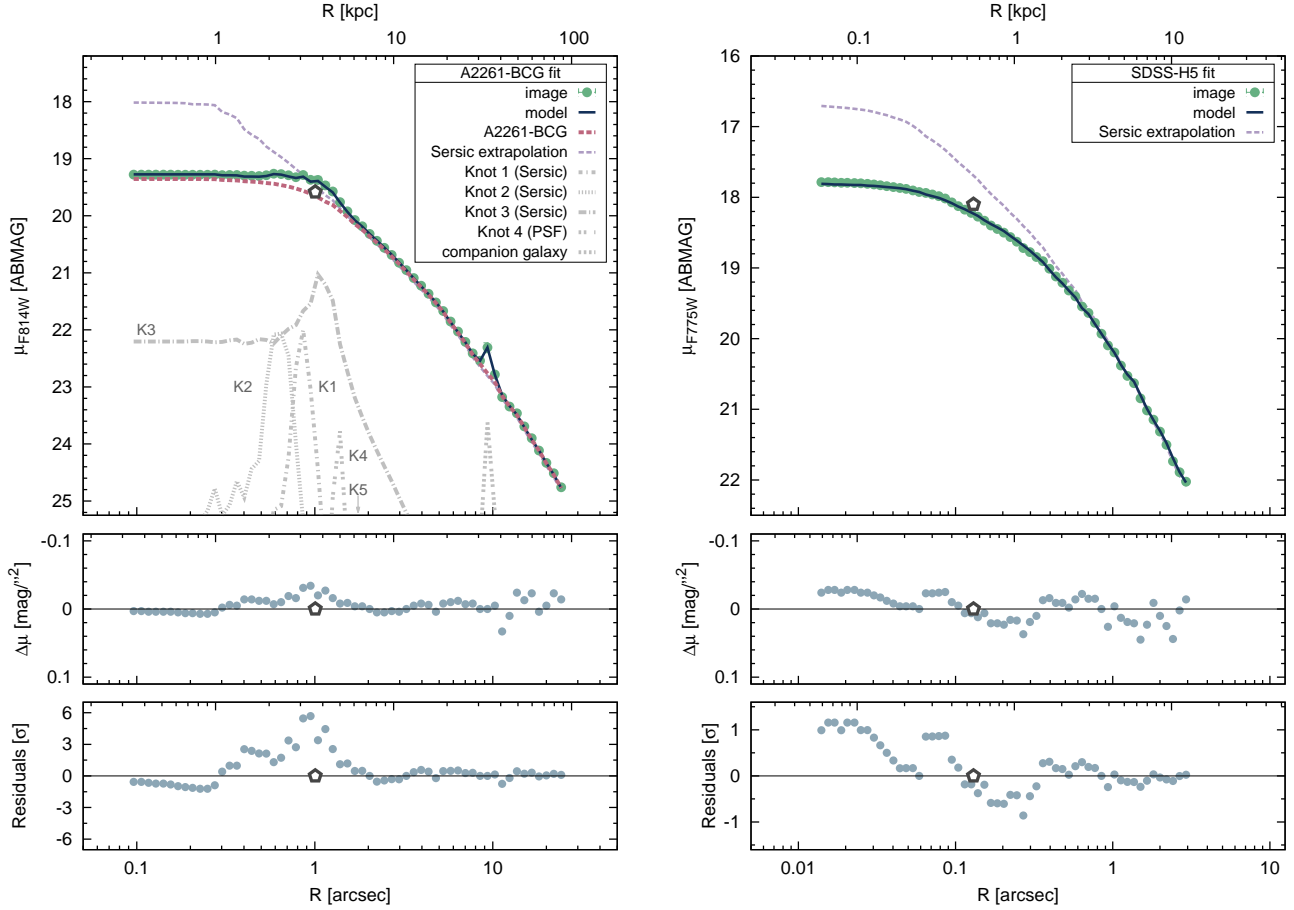 R [kpc]
1 10 100
A2261-BCG fit
image
model
A2261-BCG
Sersic extrapolation
Knot 1 (Sersic)
Knot 2 (Sersic)
Knot 3 (Sersic)
Knot 4 (PSF)
companion galaxy
18
19
20
21
22
23
24
25
μF814W [ABMAG]
K3
K2
K1
K4
K5
-0.1
0
0.1
Δμ [mag/"²]
6
3
0
-3
-6
Residuals [σ]
0.1 1 10
R [arcsec]
R [kpc]
0.1 1 10
SDSS-H5 fit
image
model
Sersic extrapolation
16
17
18
19
20
21
22
μF775W [ABMAG]
-0.1
0
0.1
Δμ [mag/"²]
1
0
-1
Residuals [σ]
0.01 0.1 1 10
R [arcsec]